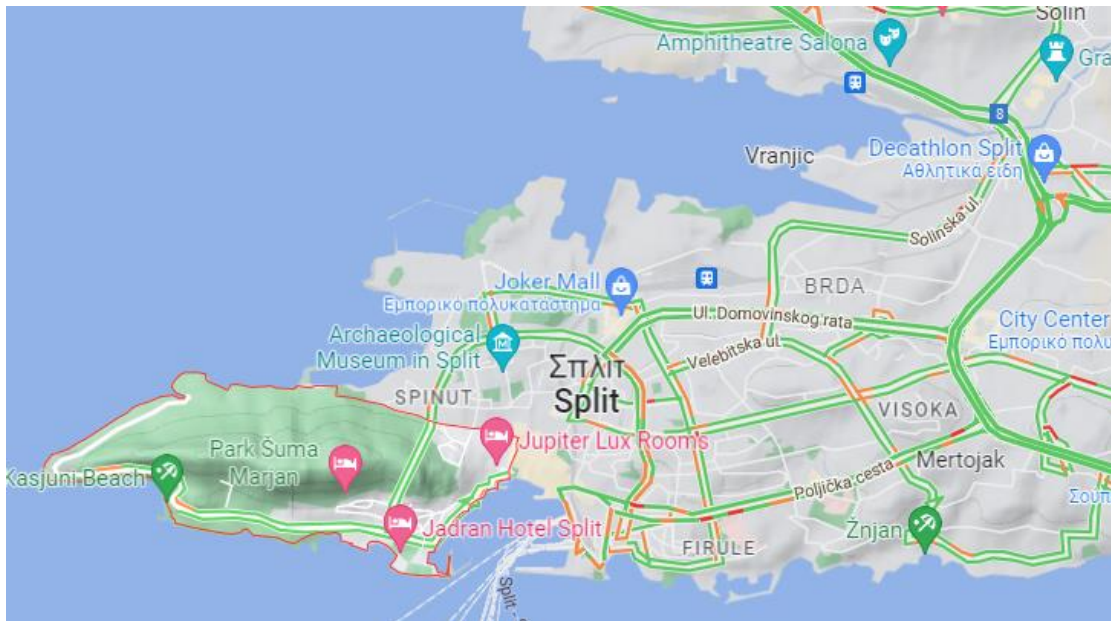 Solin
Amphitheatre Salona
Gra
8
Vranjic
Decathlon Split
Αθλητικά είδη
Solinska ul.
BRDA
Joker Mall
Εμπορικό πολυκατάστημα
Ul. Domovinskog rata
City Center
Εμπορικό πολυ
Archaeological
Museum in Split
Σπλιτ
Split
Velebitska ul.
SPINUT
VISOKA
Jupiter Lux Room's
Park Šuma
Marjan
Mertojak
Kasjuni Beach
Poljička cesta
Σουπ
Jadran Hotel Split
Žnjan
FIRULE
Split -